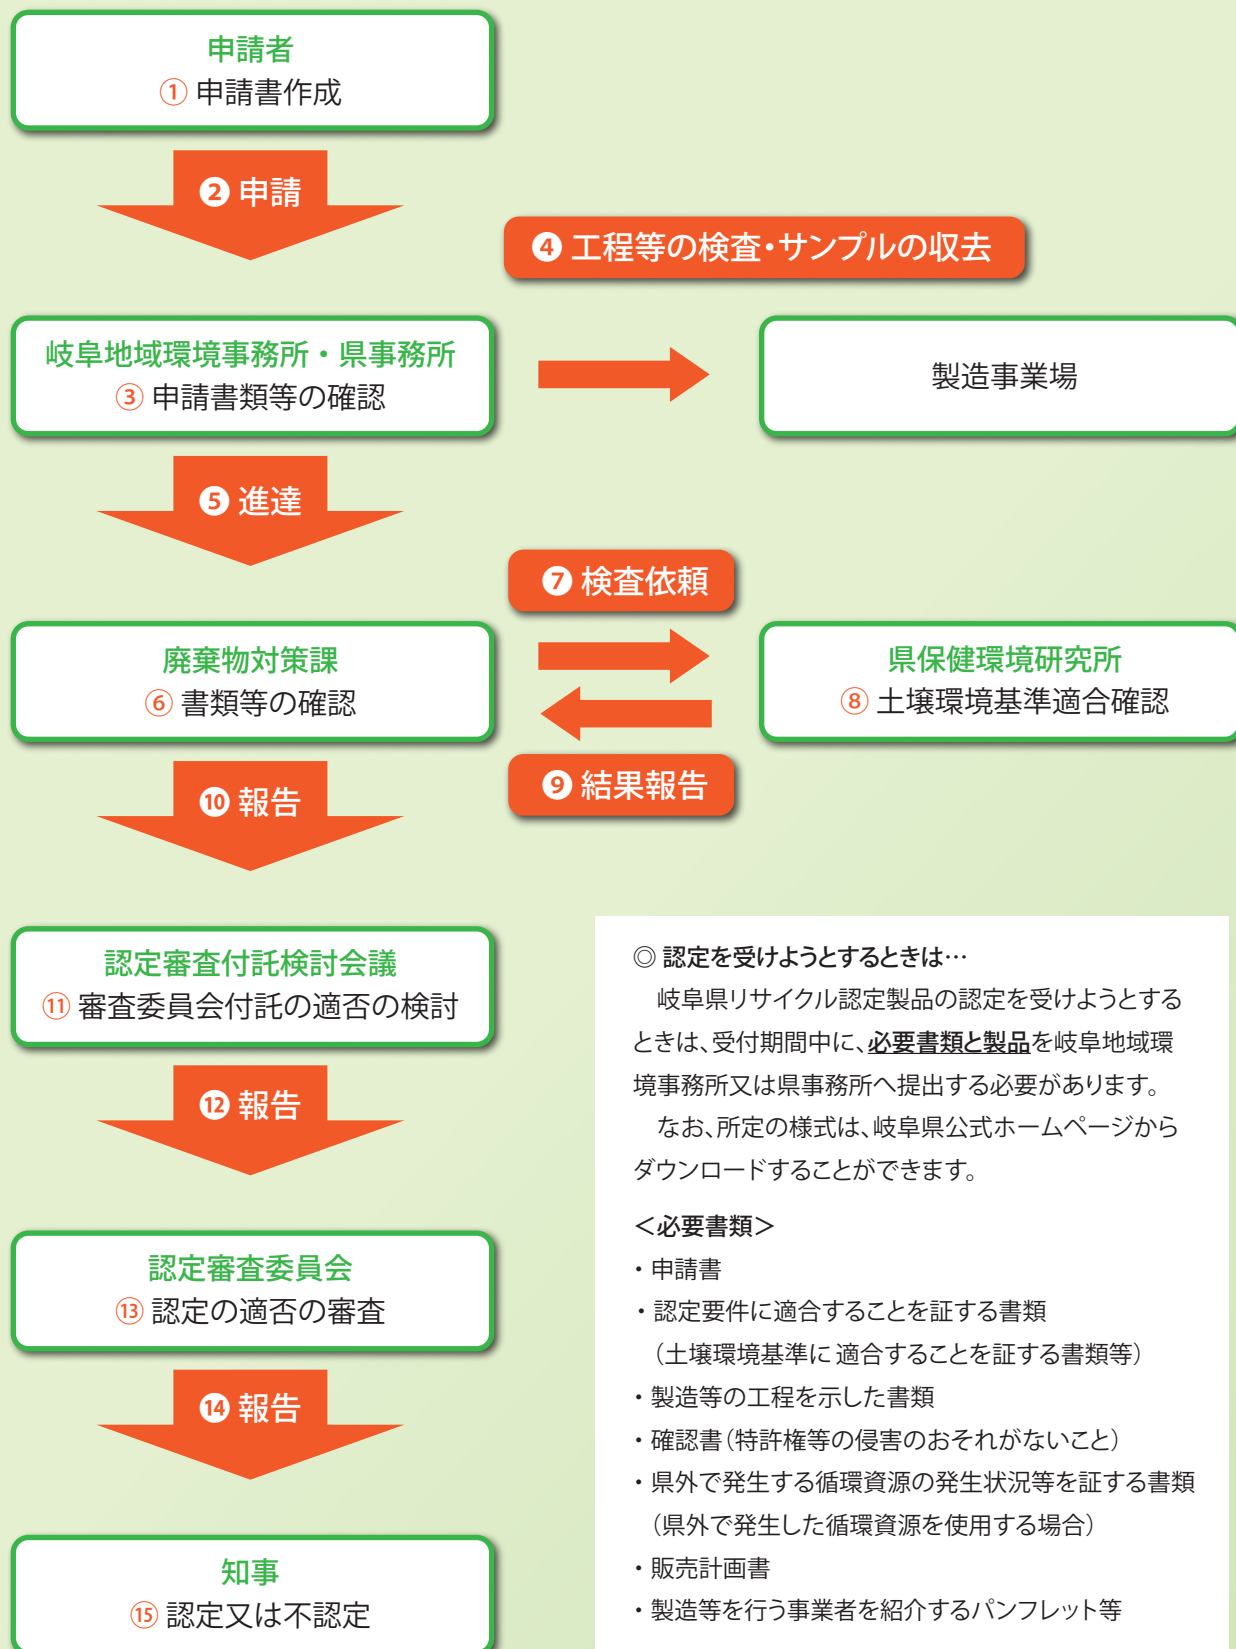 申請者
① 申請書作成
❷ 申請
❹ 工程等の検査・サンプルの収去
岐阜地域環境事務所・県事務所
③ 申請書類等の確認
製造事業場
❺ 進達
❼ 検査依頼
廃棄物対策課
⑥ 書類等の確認
県保健環境研究所
⑧ 土壌環境基準適合確認
❾ 結果報告
❿ 報告
認定審査付託検討会議
⑪ 審査委員会付託の適否の検討
⓬ 報告
認定審査委員会
⑬ 認定の適否の審査
⓮ 報告
知事
⑮ 認定又は不認定
◎ 認定を受けようとするときは…
岐阜県リサイクル認定製品の認定を受けようとする
ときは、受付期間中に、必要書類と製品を岐阜地域環
境事務所又は県事務所へ提出する必要があります。
なお、所定の様式は、岐阜県公式ホームページから
ダウンロードすることができます。
＜必要書類＞
・申請書
・認定要件に適合することを証する書類
（土壌環境基準に適合することを証する書類等）
・製造等の工程を示した書類
・確認書（特許権等の侵害のおそれがないこと）
・県外で発生する循環資源の発生状況等を証する書類
（県外で発生した循環資源を使用する場合）
・販売計画書
・製造等を行う事業者を紹介するパンフレット等